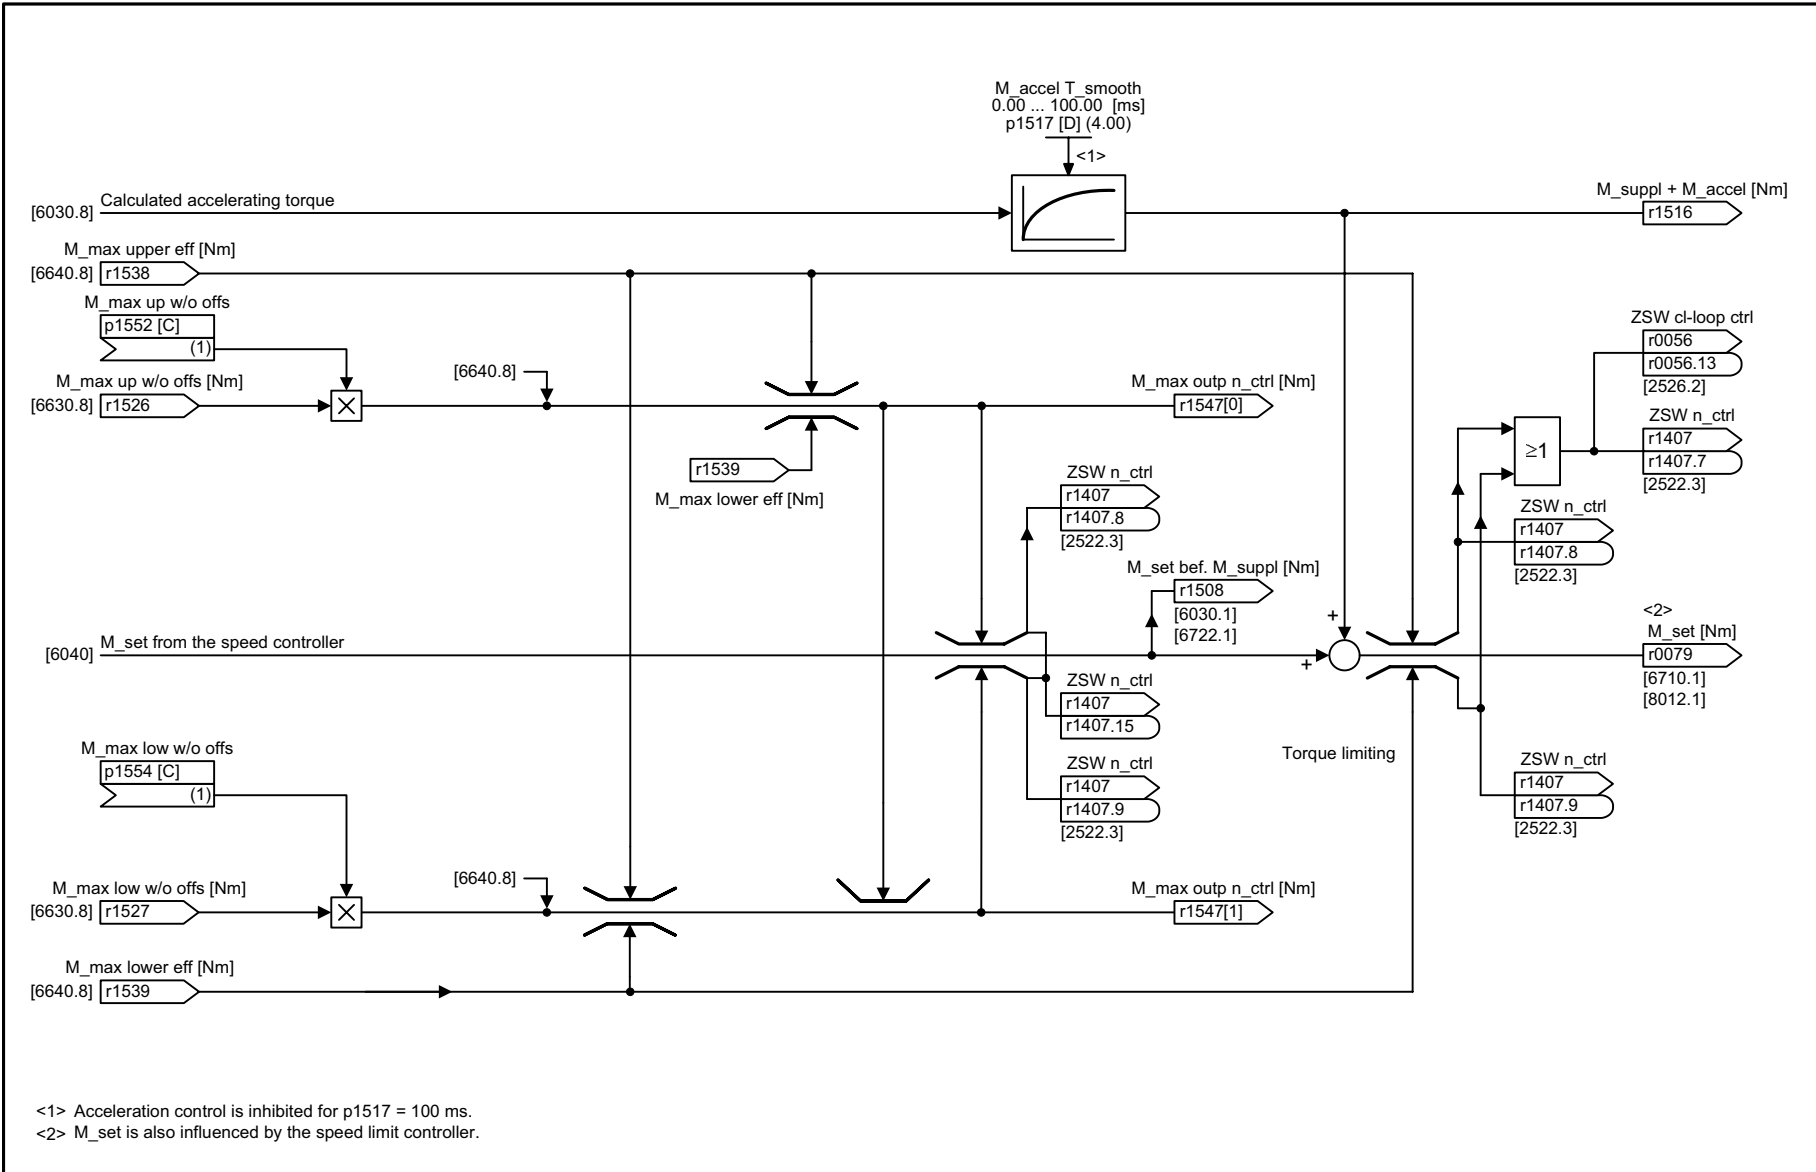 M_accel T_smooth
0.00 ... 100.00 [ms]
p1517 [D] (4.00)
<1>
Calculated accelerating torque
[6030.8]
M_suppl + M_accel [Nm]
r1516
M_max upper eff [Nm]
[6640.8] r1538
M_max up w/o offs
p1552 [C]
(1)
M_max up w/o offs [Nm]
[6630.8] r1526
×
[6640.8]
r1539
M_max lower eff [Nm]
M_max outp n_ctrl [Nm]
r1547[0]
ZSW cl-loop ctrl
r0056
r0056.13
[2526.2]
ZSW n_ctrl
r1407
r1407.7
[2522.3]
≥1
ZSW n_ctrl
r1407
r1407.8
[2522.3]
ZSW n_ctrl
r1407
r1407.8
[2522.3]
M_set bef. M_suppl [Nm]
r1508
[6030.1]
[6722.1]
M_set from the speed controller
[6040]
+
+
<2>
M_set [Nm]
r0079
[6710.1]
[8012.1]
ZSW n_ctrl
r1407
r1407.15
Torque limiting
ZSW n_ctrl
r1407
r1407.9
[2522.3]
ZSW n_ctrl
r1407
r1407.9
[2522.3]
M_max low w/o offs
p1554 [C]
(1)
M_max low w/o offs [Nm]
[6630.8] r1527
×
[6640.8]
M_max outp n_ctrl [Nm]
r1547[1]
M_max lower eff [Nm]
[6640.8] r1539
<1> Acceleration control is inhibited for p1517 = 100 ms.
<2> M_set is also influenced by the speed limit controller.